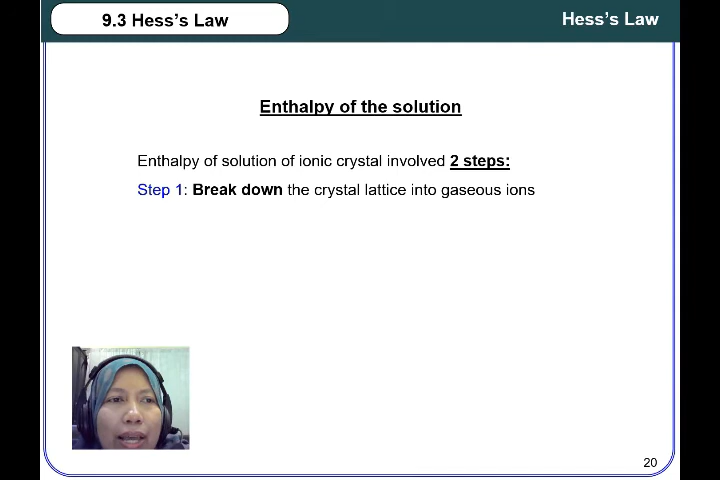 9.3 Hess's Law
Hess's Law
Enthalpy of the solution
Enthalpy of solution of ionic crystal involved 2 steps:
Step 1: Break down the crystal lattice into gaseous ions
20